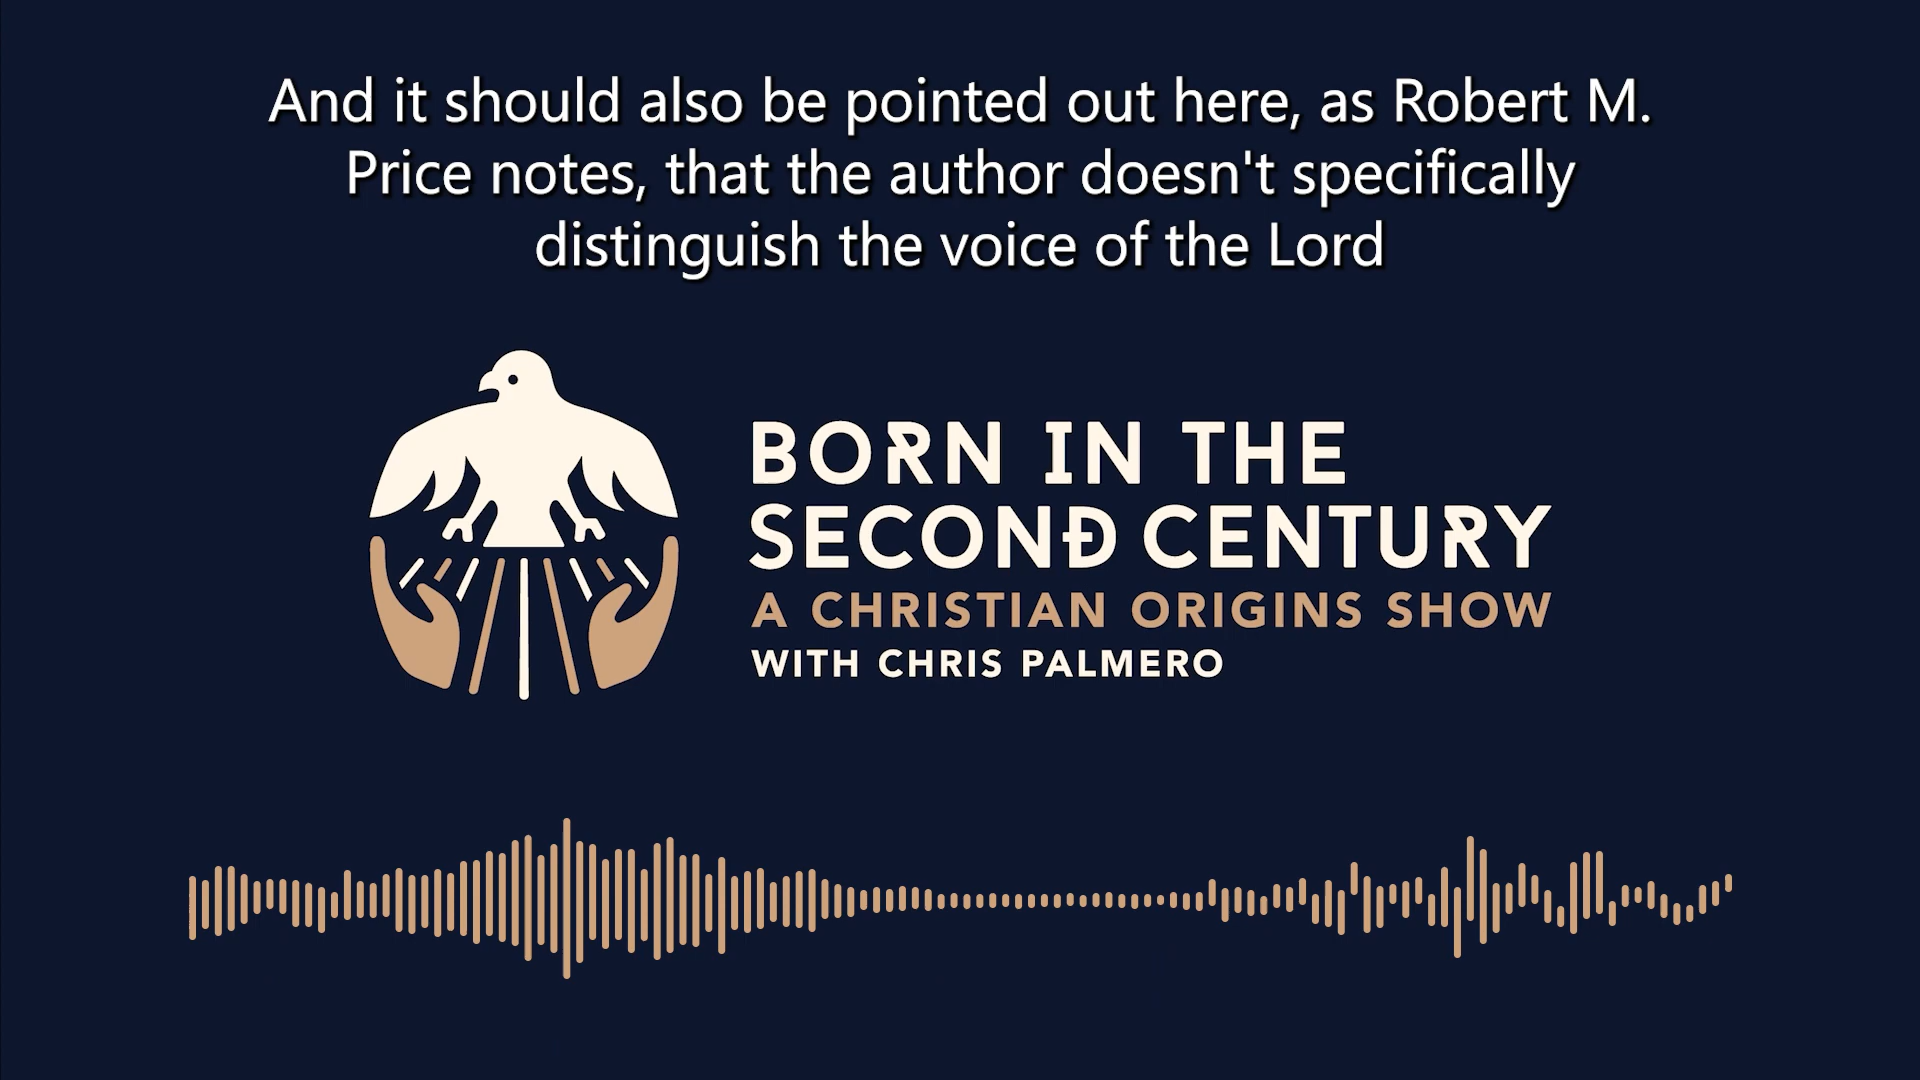 And it should also be pointed out here, as Robert M.
Price notes, that the author doesn't specifically
distinguish the voice of the Lord
BORN IN THE
SECOND CENTURY
A CHRISTIAN ORIGINS SHOW
WITH CHRIS PALMERO